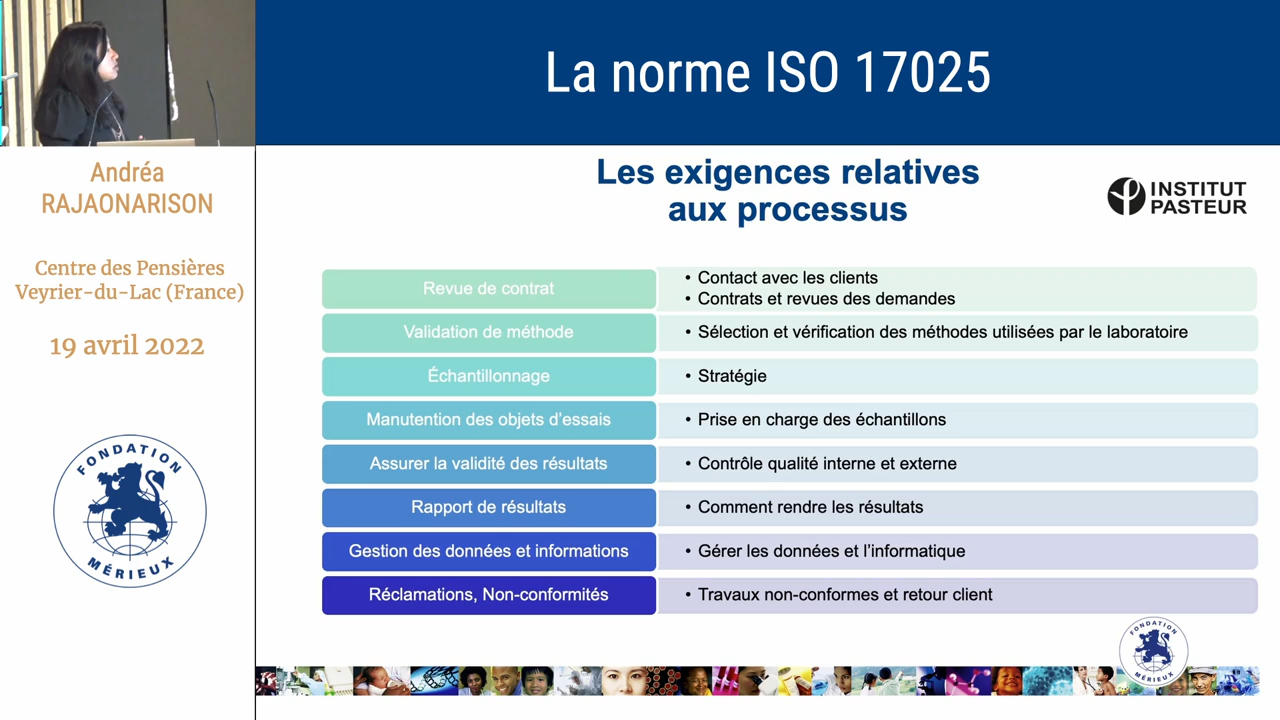 La norme ISO 17025
Andréa
RAJAONARISON
Centre des Pensières
Veyrier-du-Lac (France)
19 avril 2022
FONDATION
MÉRIEUX
Les exigences relatives
aux processus
INSTITUT
PASTEUR
Revue de contrat
• Contact avec les clients
• Contrats et revues des demandes
Validation de méthode
• Sélection et vérification des méthodes utilisées par le laboratoire
Échantillonnage
• Stratégie
Manutention des objets d'essais
• Prise en charge des échantillons
Assurer la validité des résultats
• Contrôle qualité interne et externe
Rapport de résultats
• Comment rendre les résultats
Gestion des données et informations
• Gérer les données et l'informatique
Réclamations, Non-conformités
• Travaux non-conformes et retour client
FONDATION
MÉRIEUX